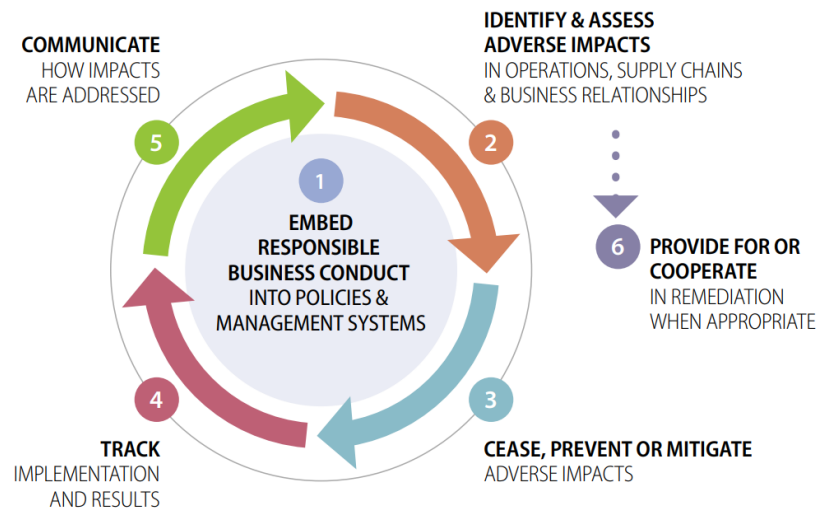 1
EMBED
RESPONSIBLE
BUSINESS CONDUCT
INTO POLICIES &
MANAGEMENT SYSTEMS
2
IDENTIFY & ASSESS
ADVERSE IMPACTS
IN OPERATIONS, SUPPLY CHAINS
& BUSINESS RELATIONSHIPS
3
CEASE, PREVENT OR MITIGATE
ADVERSE IMPACTS
4
TRACK
IMPLEMENTATION
AND RESULTS
5
COMMUNICATE
HOW IMPACTS
ARE ADDRESSED
6
PROVIDE FOR OR
COOPERATE
IN REMEDIATION
WHEN APPROPRIATE